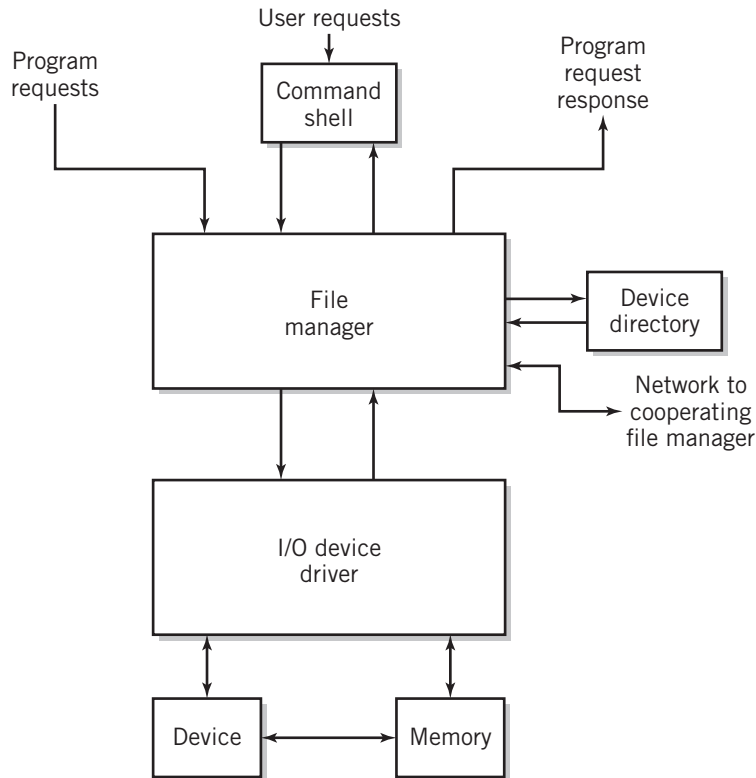 User requests
Program
requests
Command
shell
Program
request
response
File
manager
Device
directory
Network to
cooperating
file manager
I/O device
driver
Device
Memory